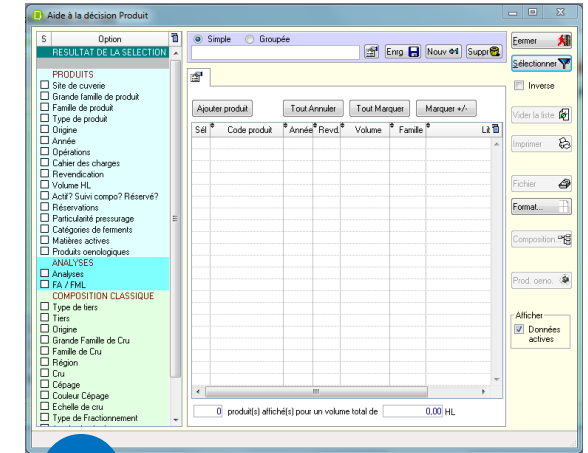 Aide à la décision Produit
S Option
RESULTAT DE LA SELECTION
PRODUITS
Site de cuverie
Grande famille de produit
Famille de produit
Type de produit
Origine
Année
Opérations
Cahier des charges
Revendication
Volume HL
Actif? Suivi compo? Réservé?
Réservations
Particularité pressurage
Catégories de ferments
Matières actives
Produits oenologiques
ANALYSES
Analyses
FA / FML
COMPOSITION CLASSIQUE
Type de tiers
Tiers
Origine
Grande Famille de Cru
Famille de Cru
Région
Cru
Cépage
Couleur Cépage
Echelle de cru
Type de Fractionnement
Simple Groupée
Enrg Nouv Suppr
Ajouter produit Tout Annuler Tout Marquer Marquer +/-
Sél Code produit Année Revd. Volume Famille Lit
0 produit(s) affiché(s) pour un volume total de 0,00 HL
Fermer
Sélectionner
Inverse
Vider la liste
Imprimer
Fichier
Format...
Composition
Prod. oeno.
Afficher
Données
actives